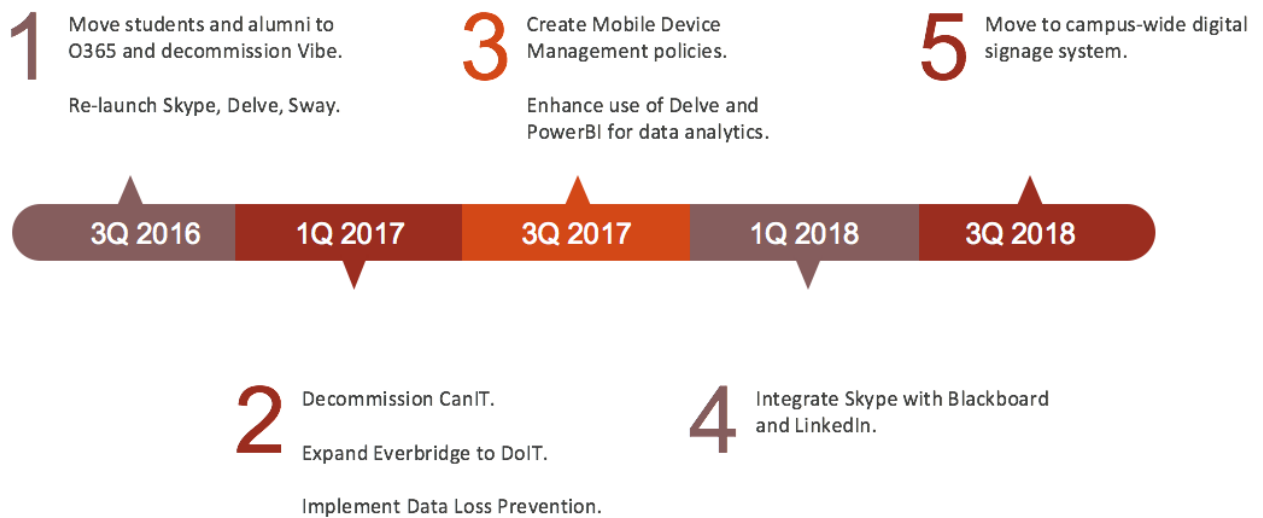 1
Move students and alumni to
O365 and decommission Vibe.
Re-launch Skype, Delve, Sway.
3
Create Mobile Device
Management policies.
Enhance use of Delve and
PowerBI for data analytics.
5
Move to campus-wide digital
signage system.
3Q 2016
1Q 2017
3Q 2017
1Q 2018
3Q 2018
2
Decommission CanIT.
Expand Everbridge to DoIT.
Implement Data Loss Prevention.
4
Integrate Skype with Blackboard
and LinkedIn.